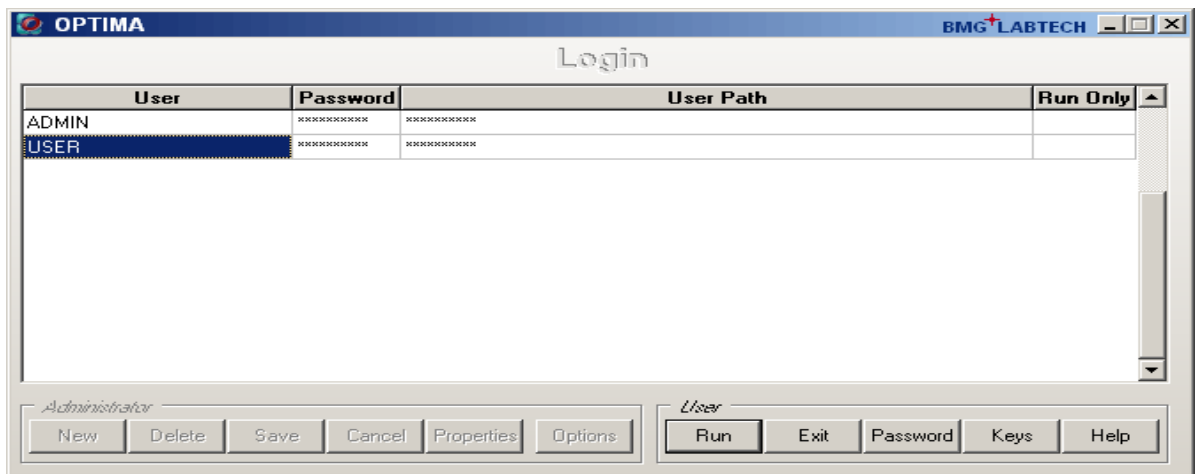 OPTIMA BMG LABTECH
Login
User Password User Path Run Only
ADMIN ********** **********
USER ********** **********
Administrator User
New Delete Save Cancel Properties Options Run Exit Password Keys Help